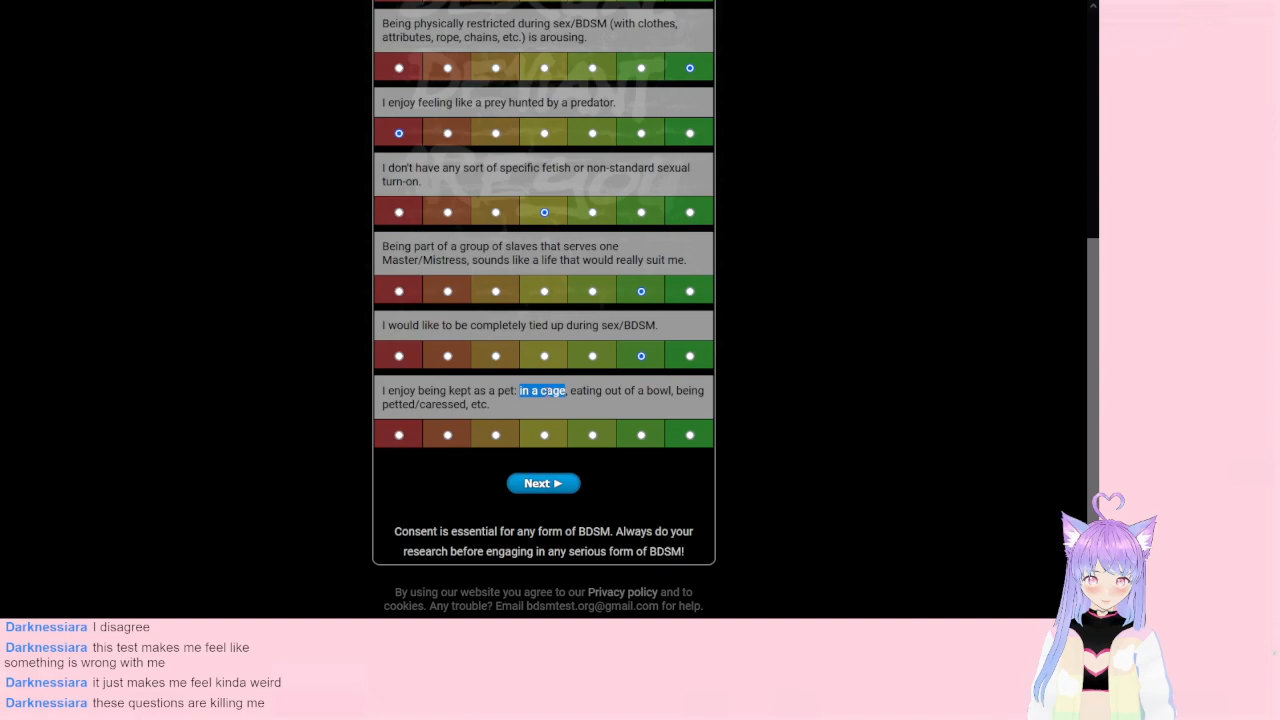 Being physically restricted during sex/BDSM (with clothes,
attributes, rope, chains, etc.) is arousing.
I enjoy feeling like a prey hunted by a predator.
I don't have any sort of specific fetish or non-standard sexual
turn-on.
Being part of a group of slaves that serves one
Master/Mistress, sounds like a life that would really suit me.
I would like to be completely tied up during sex/BDSM.
I enjoy being kept as a pet: in a cage, eating out of a bowl, being
petted/caressed, etc.
Next ►
Consent is essential for any form of BDSM. Always do your
research before engaging in any serious form of BDSM!
By using our website you agree to our Privacy policy and to
cookies. Any trouble? Email bdsmtest.org@gmail.com for help.
Darknessiara I disagree
Darknessiara this test makes me feel like
something is wrong with me
Darknessiara it just makes me feel kinda weird
Darknessiara these questions are killing me